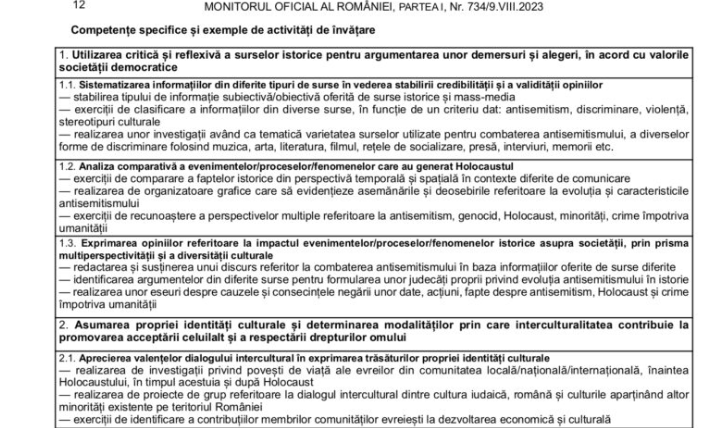 12
MONITORUL OFICIAL AL ROMÂNIEI, PARTEA I, Nr. 734/9.VIII.2023
Competențe specifice și exemple de activități de învățare
1. Utilizarea critică și reflexivă a surselor istorice pentru argumentarea unor demersuri și alegeri, în acord cu valorile
societății democratice
1.1. Sistematizarea informațiilor din diferite tipuri de surse în vederea stabilirii credibilității și a validității opiniilor
— stabilirea tipului de informație subiectivă/obiectivă oferită de surse istorice și mass-media
— exerciții de clasificare a informațiilor din diverse surse, în funcție de un criteriu dat: antisemitism, discriminare, violență,
stereotipuri culturale
— realizarea unor investigații având ca tematică varietatea surselor utilizate pentru combaterea antisemitismului, a diverselor
forme de discriminare folosind muzica, arta, literatura, filmul, rețele de socializare, presă, interviuri, memorii etc.
1.2. Analiza comparativă a evenimentelor/proceselor/fenomenelor care au generat Holocaustul
— exerciții de comparare a faptelor istorice din perspectivă temporală și spațială în contexte diferite de comunicare
— realizarea de organizatoare grafice care să evidențieze asemănările și deosebirile referitoare la evoluția și caracteristicile
antisemitismului
— exerciții de recunoaștere a perspectivelor multiple referitoare la antisemitism, genocid, Holocaust, minorități, crime împotriva
umanității
1.3. Exprimarea opiniilor referitoare la impactul evenimentelor/proceselor/fenomenelor istorice asupra societății, prin prisma
multiperspectivității și a diversității culturale
— redactarea și susținerea unui discurs referitor la combaterea antisemitismului în baza informațiilor oferite de surse diferite
— identificarea argumentelor din diferite surse pentru formularea unor judecăți proprii privind evoluția antisemitismului în istorie
— realizarea unor eseuri despre cauzele și consecințele negării unor date, acțiuni, fapte despre antisemitism, Holocaust și crime
împotriva umanității
2. Asumarea propriei identități culturale și determinarea modalităților prin care interculturalitatea contribuie la
promovarea acceptării celuilalt și a respectării drepturilor omului
2.1. Aprecierea valențelor dialogului intercultural în exprimarea trăsăturilor propriei identități culturale
— realizarea de investigații privind povești de viață ale evreilor din comunitatea locală/națională/internațională, înaintea
Holocaustului, în timpul acestuia și după Holocaust
— realizarea de proiecte de grup referitoare la dialogul intercultural dintre cultura iudaică, română și culturile aparținând altor
minorități existente pe teritoriul României
— exerciții de identificare a contribuțiilor membrilor comunităților evreiești la dezvoltarea economică și culturală